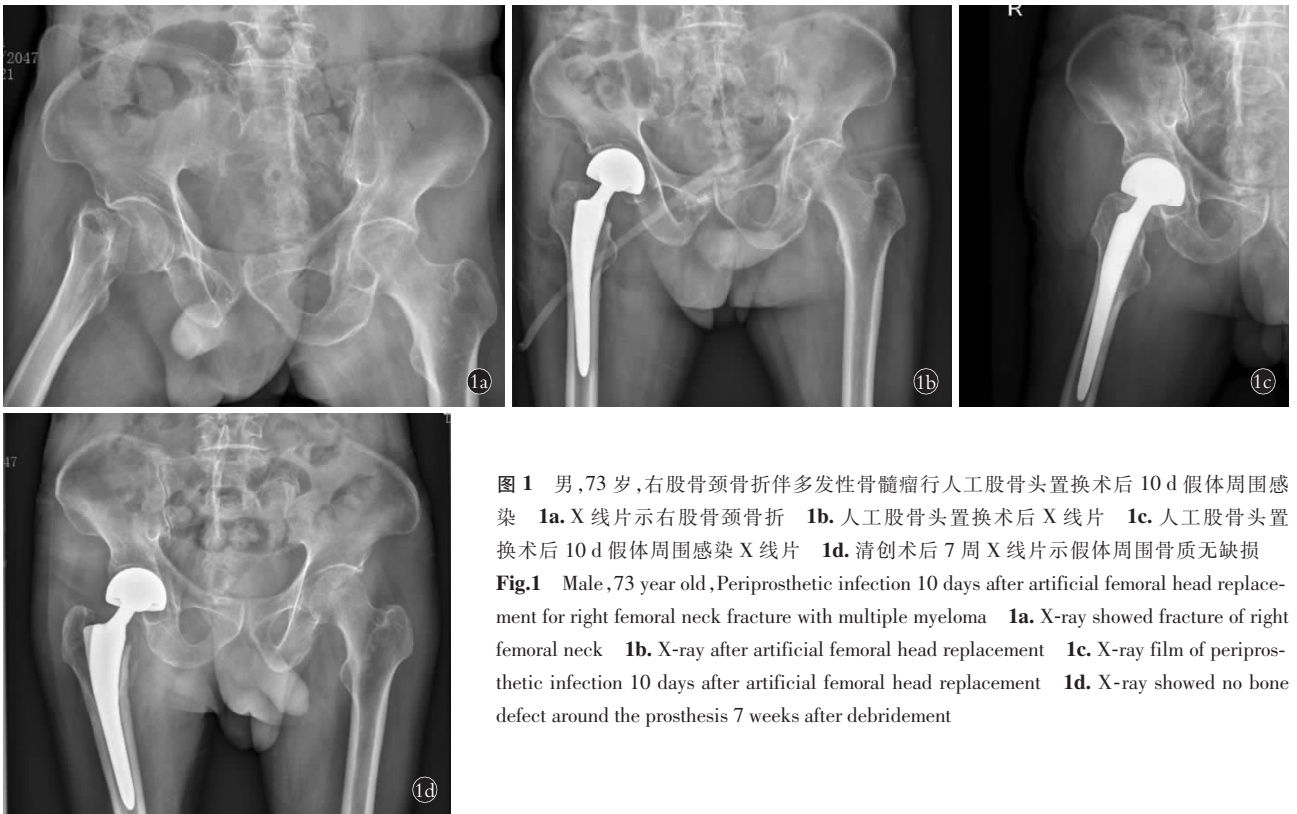 2047
21
1a
1b
R
1c
47
1d
图 1 男,73 岁,右股骨颈骨折伴多发性骨髓瘤行人工股骨头置换术后 10 d 假体周围感
染 1a. X 线片示右股骨颈骨折 1b. 人工股骨头置换术后 X 线片 1c. 人工股骨头置
换术后 10 d 假体周围感染 X 线片 1d. 清创术后 7 周 X 线片示假体周围骨质无缺损
Fig.1 Male,73 year old,Periprosthetic infection 10 days after artificial femoral head replace-
ment for right femoral neck fracture with multiple myeloma 1a. X-ray showed fracture of right
femoral neck 1b. X-ray after artificial femoral head replacement 1c. X-ray film of peripros-
thetic infection 10 days after artificial femoral head replacement 1d. X-ray showed no bone
defect around the prosthesis 7 weeks after debridement